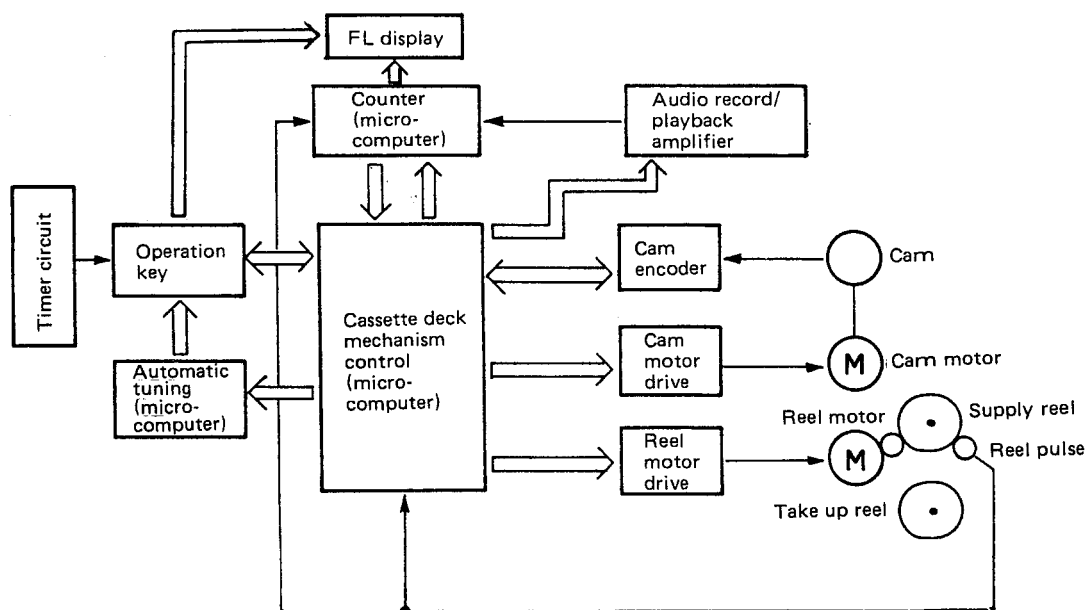 FL display
Counter
(micro-
computer)
Audio record/
playback
amplifier
Timer circuit
Operation
key
Cam
encoder
Cam
Cassette deck
mechanism
control
(micro-
computer)
Cam
motor
drive
M
Cam motor
Automatic
tuning
(micro-
computer)
Reel
motor
drive
Reel motor
M
Supply reel
Reel pulse
Take up reel